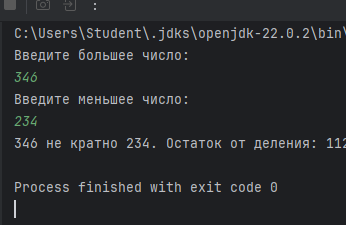 C:\Users\Student\.jdks\openjdk-22.0.2\bin\
Введите большее число:
346
Введите меньшее число:
234
346 не кратно 234. Остаток от деления: 112
Process finished with exit code 0